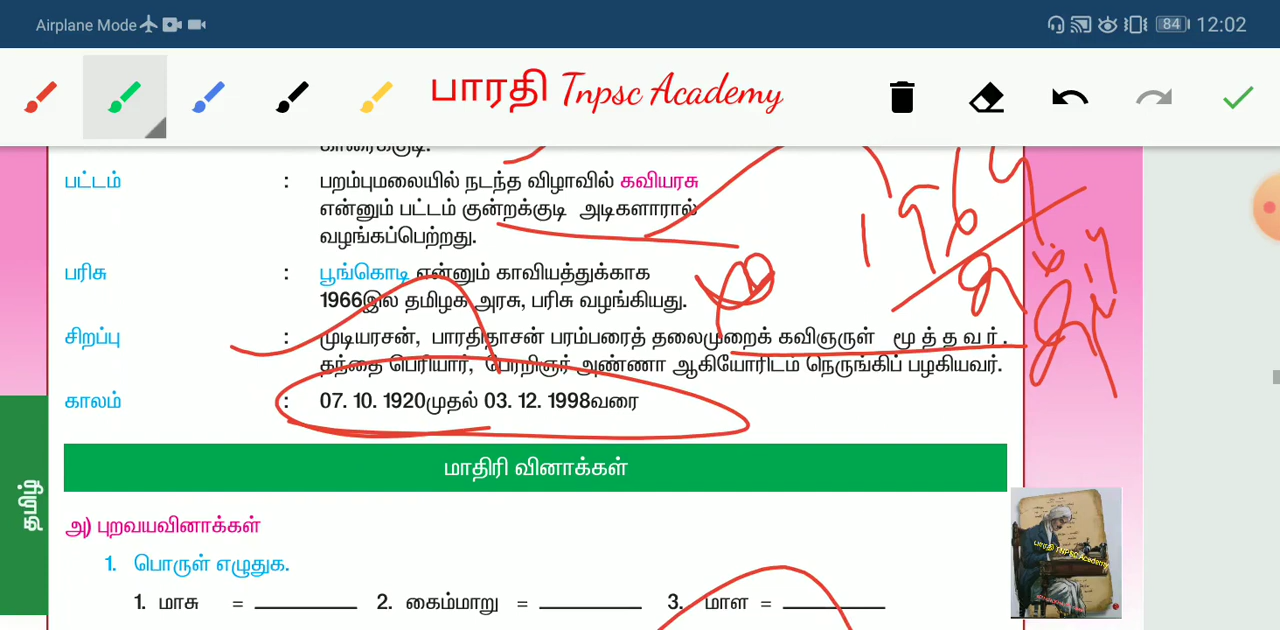 Airplane Mode 84 12:02
பாரதி Tnpsc Academy
காரைக்குடி.
பட்டம் : பறம்புமலையில் நடந்த விழாவில் கவியரசு
என்னும் பட்டம் குன்றக்குடி அடிகளாரால்
வழங்கப்பெற்றது.
பரிசு : பூங்கொடி என்னும் காவியத்துக்காக
1966இல் தமிழக அரசு, பரிசு வழங்கியது.
சிறப்பு : முடியரசன், பாரதிதாசன் பரம்பரைத் தலைமுறைக் கவிஞருள் மூத்தவர்.
தந்தை பெரியார், பேரறிஞர் அண்ணா ஆகியோரிடம் நெருங்கிப் பழகியவர்.
காலம் : 07. 10. 1920முதல் 03. 12. 1998வரை
மாதிரி வினாக்கள்
தமிழ்
அ) புறவயவினாக்கள்
1. பொருள் எழுதுக.
1. மாசு = 2. கைம்மாறு = 3. மாள =
பாரதி TNPSC Academy